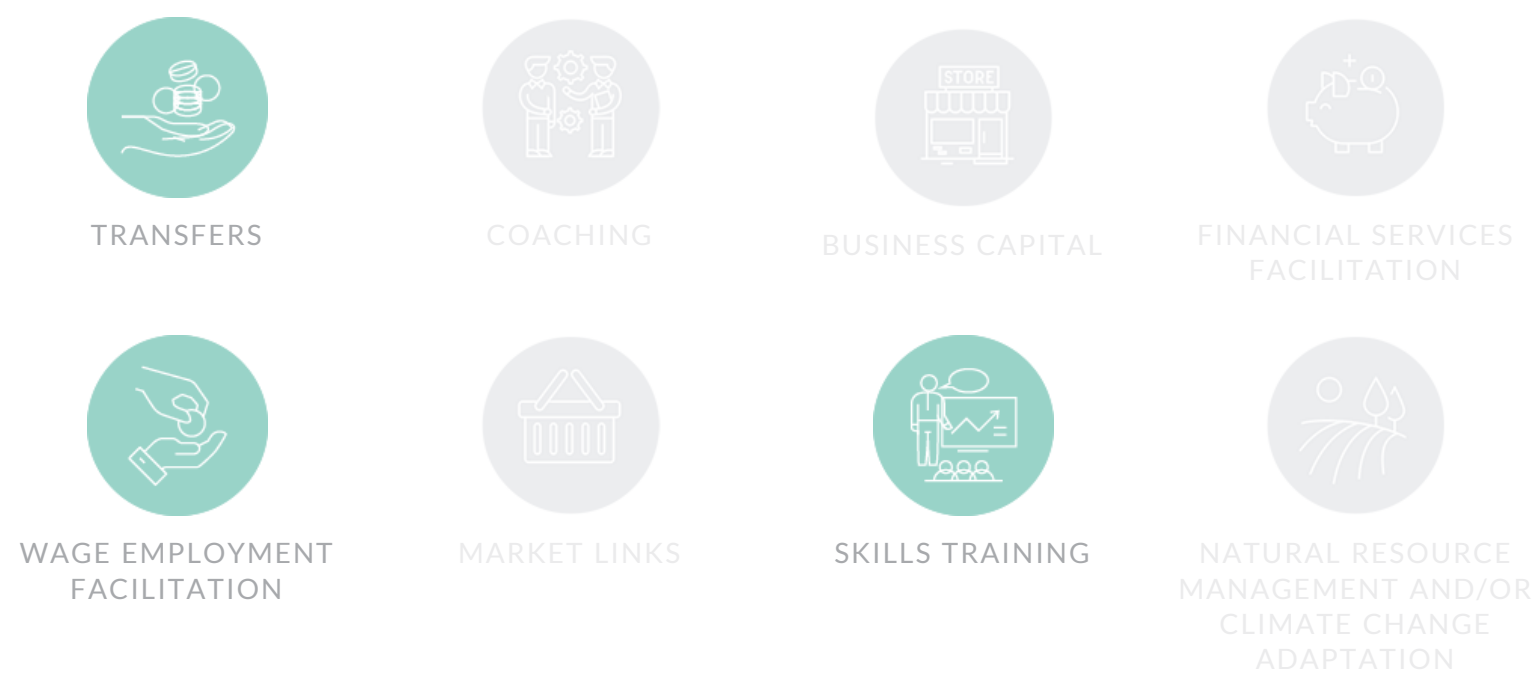 STORE
TRANSFERS
COACHING
BUSINESS CAPITAL
FINANCIAL SERVICES
FACILITATION
WAGE EMPLOYMENT
FACILITATION
MARKET LINKS
SKILLS TRAINING
NATURAL RESOURCE
MANAGEMENT AND/OR
CLIMATE CHANGE
ADAPTATION